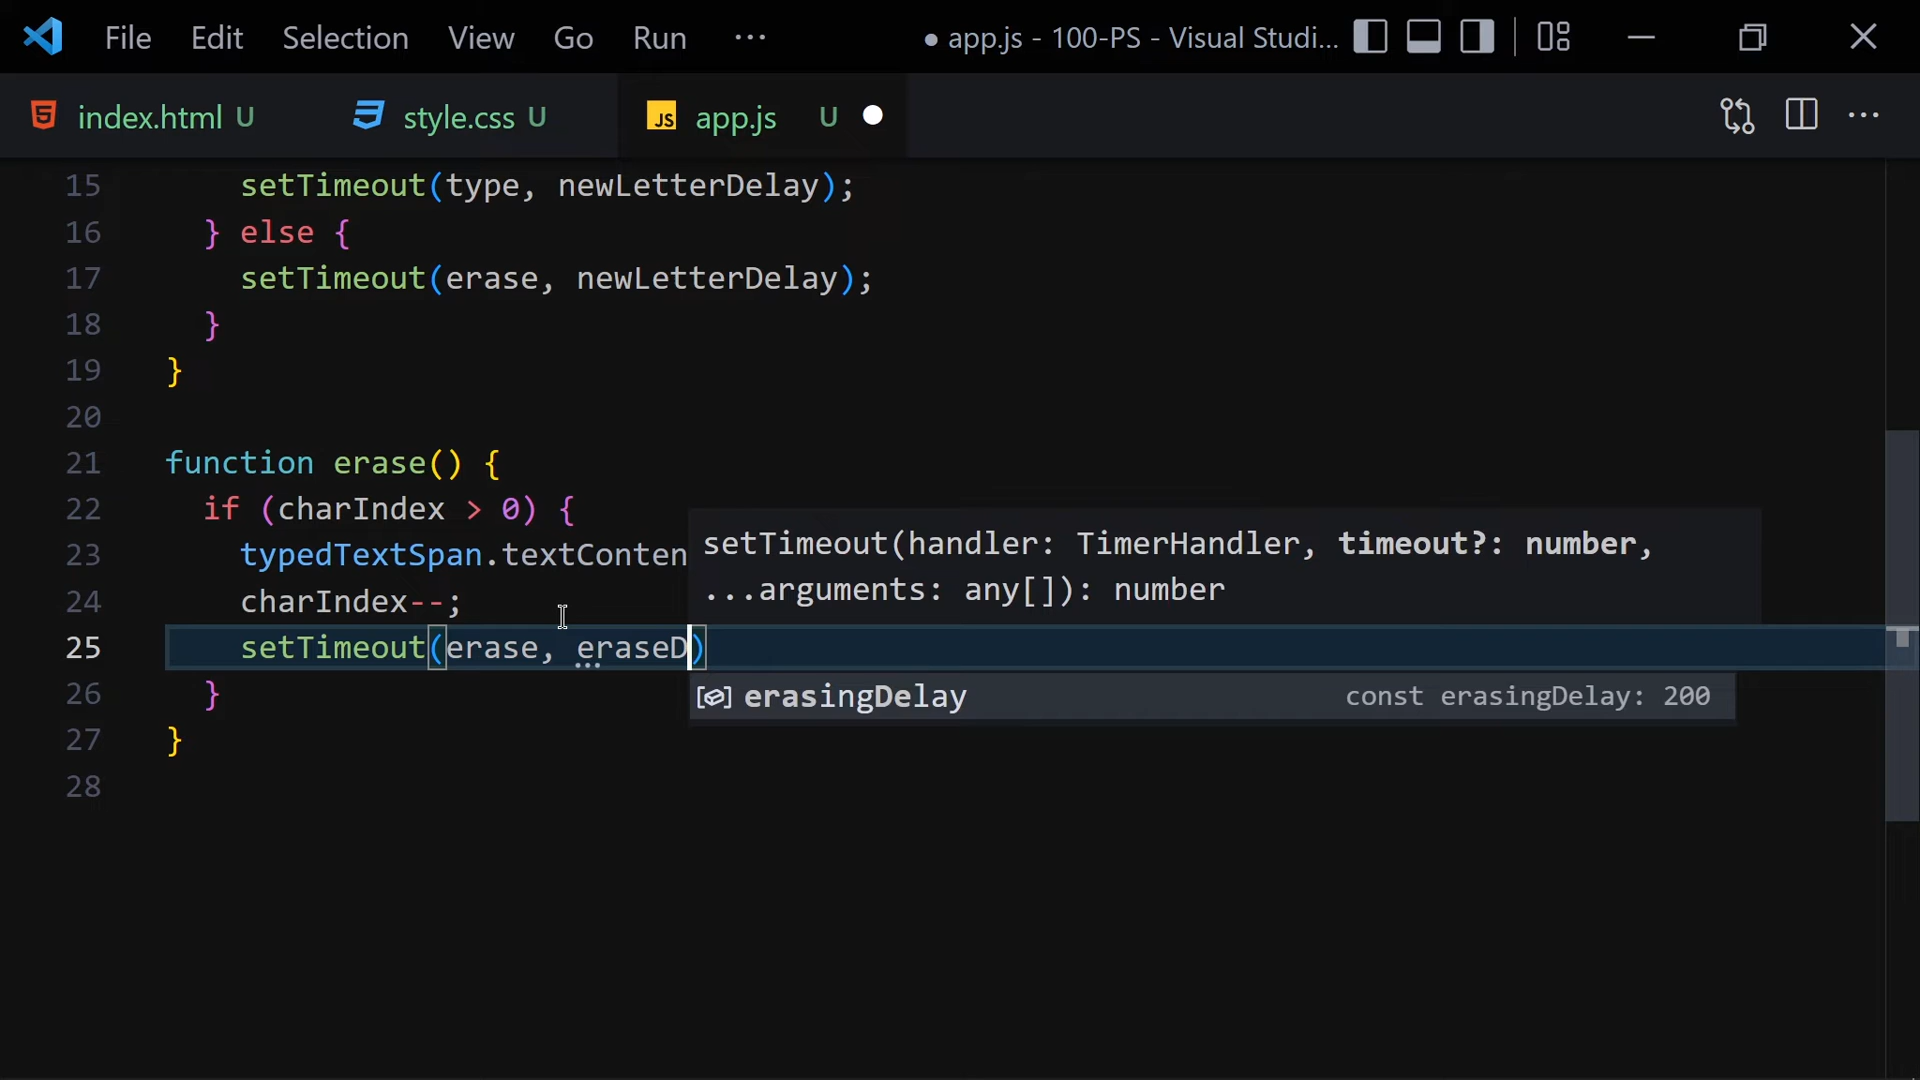 File Edit Selection View Go Run ··· ● app.js - 100-PS - Visual Studi...
index.html U style.css U JS app.js U
15 setTimeout(type, newLetterDelay);
16 } else {
17 setTimeout(erase, newLetterDelay);
18 }
19 }
20
21 function erase() {
22 if (charIndex > 0) {
23 typedTextSpan.textConten
24 charIndex--;
25 setTimeout(erase, eraseD)
26 }
27 }
28
setTimeout(handler: TimerHandler, timeout?: number,
...arguments: any[]): number
erasingDelay const erasingDelay: 200